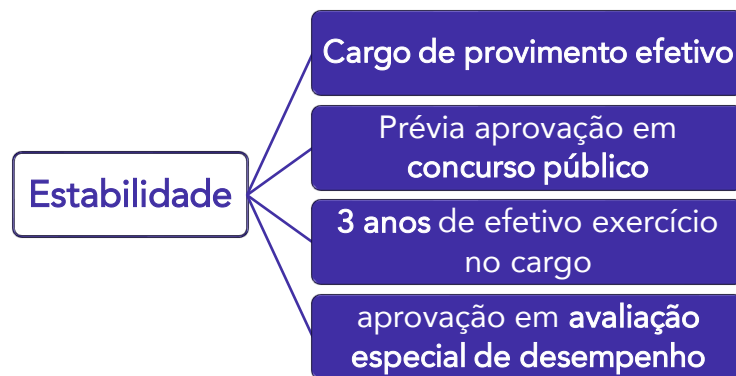 Cargo de provimento efetivo
Prévia aprovação em
concurso público
Estabilidade
3 anos de efetivo exercício
no cargo
aprovação em avaliação
especial de desempenho